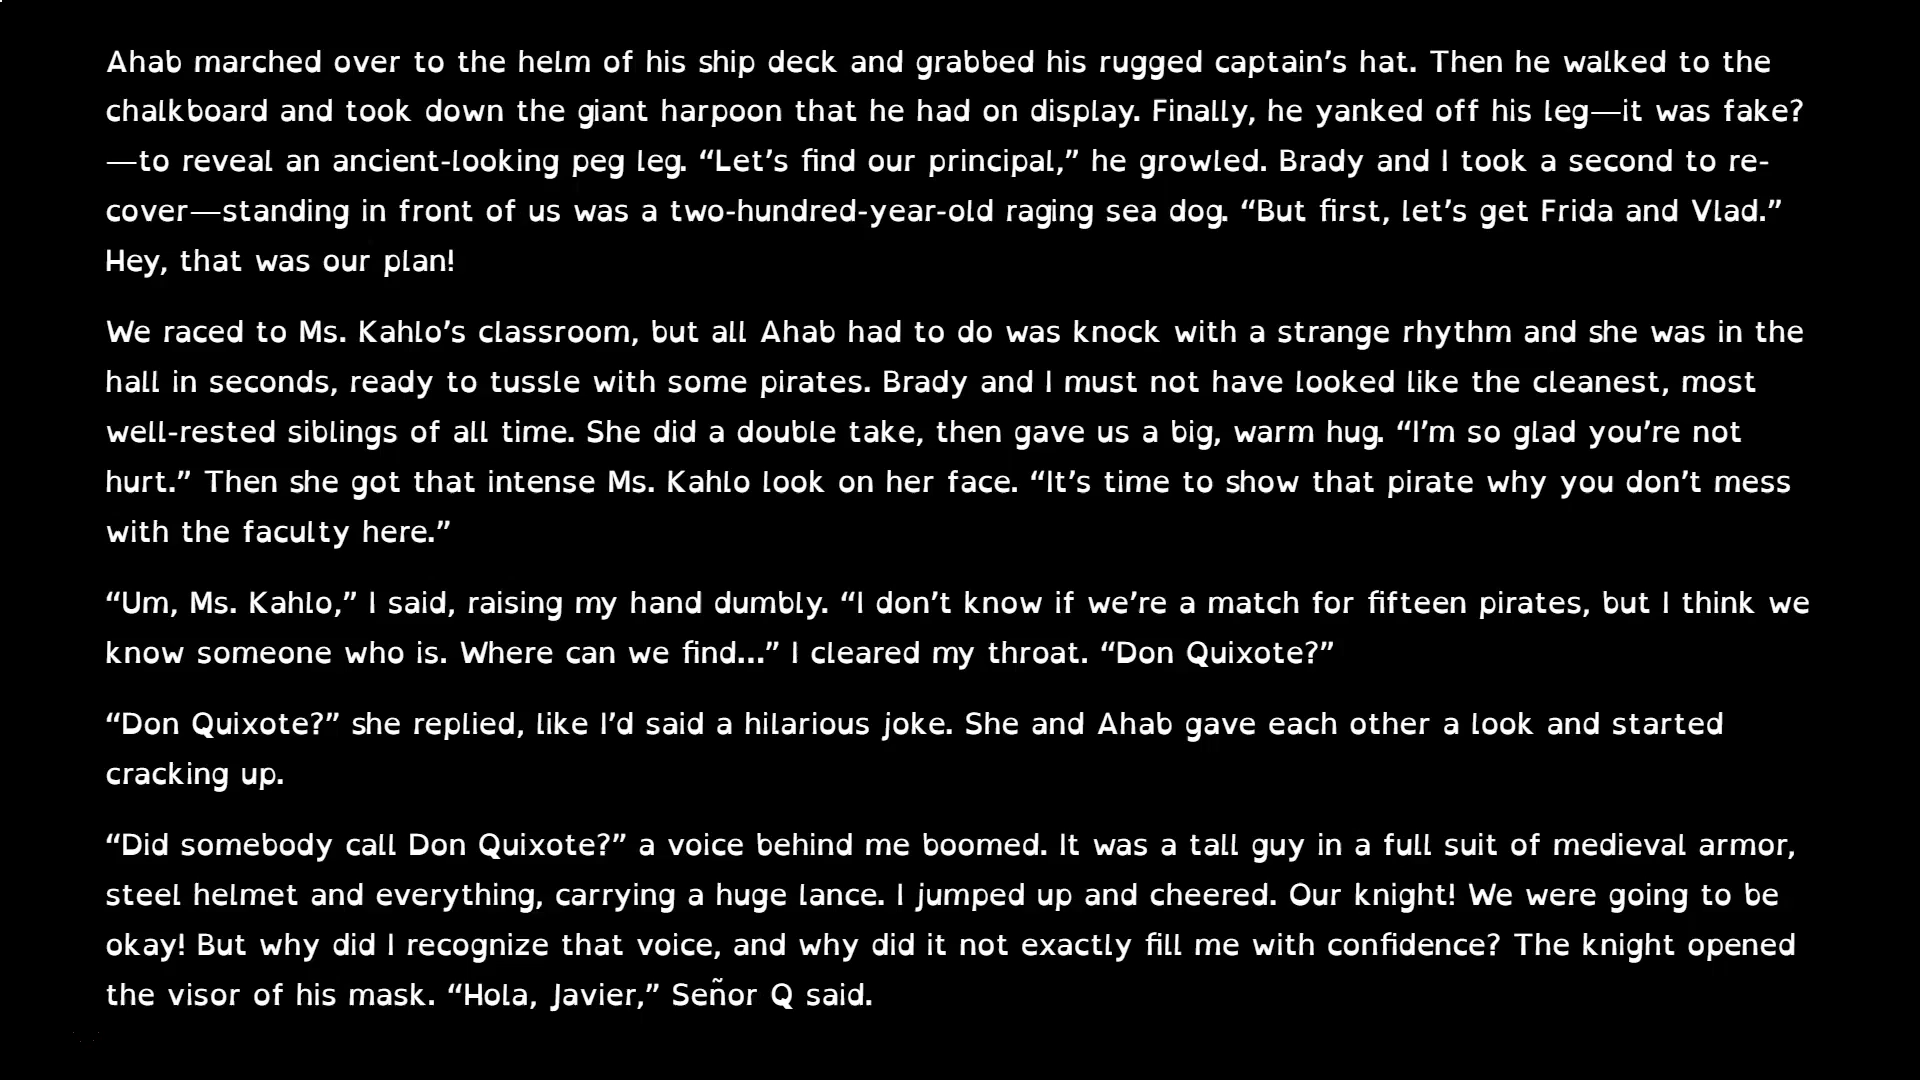 Ahab marched over to the helm of his ship deck and grabbed his rugged captain’s hat. Then he walked to the
chalkboard and took down the giant harpoon that he had on display. Finally, he yanked off his leg—it was fake?
—to reveal an ancient-looking peg leg. “Let’s find our principal,” he growled. Brady and I took a second to re-
cover—standing in front of us was a two-hundred-year-old raging sea dog. “But first, let’s get Frida and Vlad.”
Hey, that was our plan!
We raced to Ms. Kahlo’s classroom, but all Ahab had to do was knock with a strange rhythm and she was in the
hall in seconds, ready to tussle with some pirates. Brady and I must not have looked like the cleanest, most
well-rested siblings of all time. She did a double take, then gave us a big, warm hug. “I’m so glad you’re not
hurt.” Then she got that intense Ms. Kahlo look on her face. “It’s time to show that pirate why you don’t mess
with the faculty here.”
“Um, Ms. Kahlo,” I said, raising my hand dumbly. “I don’t know if we’re a match for fifteen pirates, but I think we
know someone who is. Where can we find...” I cleared my throat. “Don Quixote?”
“Don Quixote?” she replied, like I’d said a hilarious joke. She and Ahab gave each other a look and started
cracking up.
“Did somebody call Don Quixote?” a voice behind me boomed. It was a tall guy in a full suit of medieval armor,
steel helmet and everything, carrying a huge lance. I jumped up and cheered. Our knight! We were going to be
okay! But why did I recognize that voice, and why did it not exactly fill me with confidence? The knight opened
the visor of his mask. “Hola, Javier,” Señor Q said.